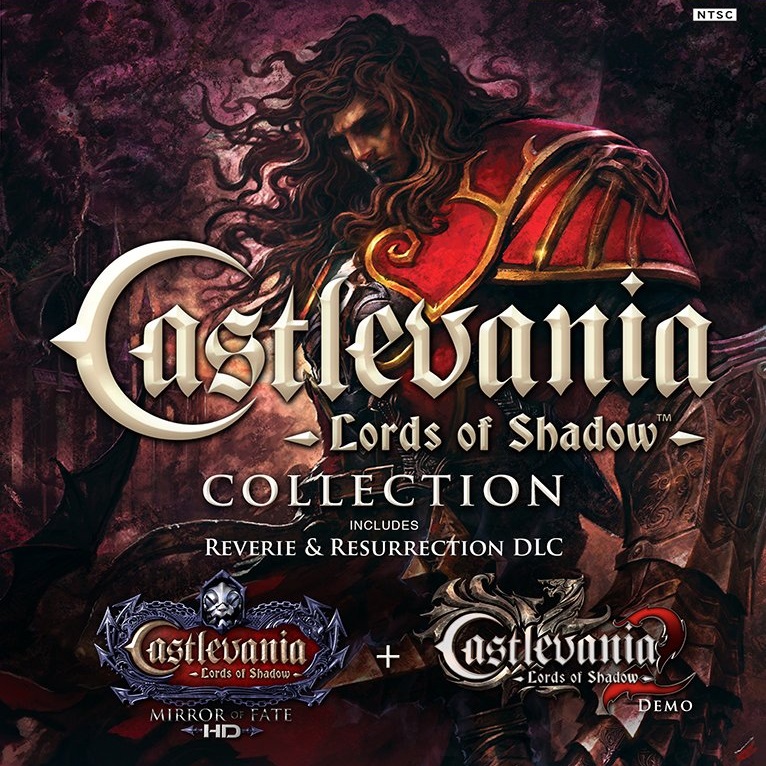 NTSC
Castlevania
Lords of Shadow™
COLLECTION
INCLUDES
REVERIE & RESURRECTION DLC
Castlevania
Lords of Shadow
MIRROR OF FATE
HD
+
Castlevania 2
Lords of Shadow
DEMO